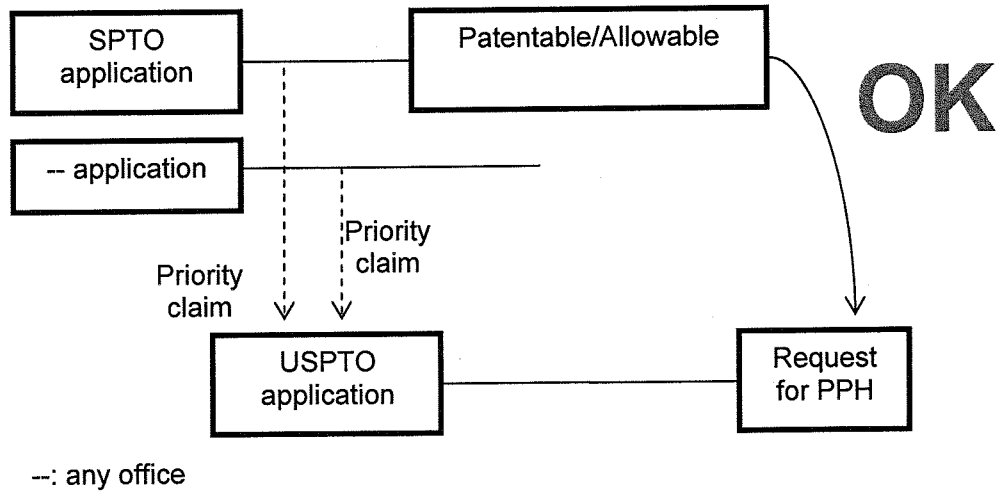 SPTO
application
Patentable/Allowable
OK
-- application
Priority
claim
Priority
claim
USPTO
application
Request
for PPH
--: any office